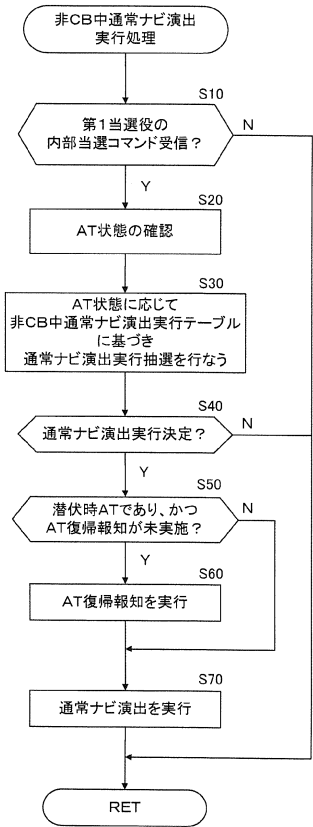 非CB中通常ナビ演出
実行処理
S10
第1当選役の
内部当選コマンド受信？
N
Y
S20
AT状態の確認
S30
AT状態に応じて
非CB中通常ナビ演出実行テーブル
に基づき
通常ナビ演出実行抽選を行なう
S40
通常ナビ演出実行決定？
N
Y
S50
潜伏時ATであり、かつ
AT復帰報知が未実施？
N
Y
S60
AT復帰報知を実行
S70
通常ナビ演出を実行
RET